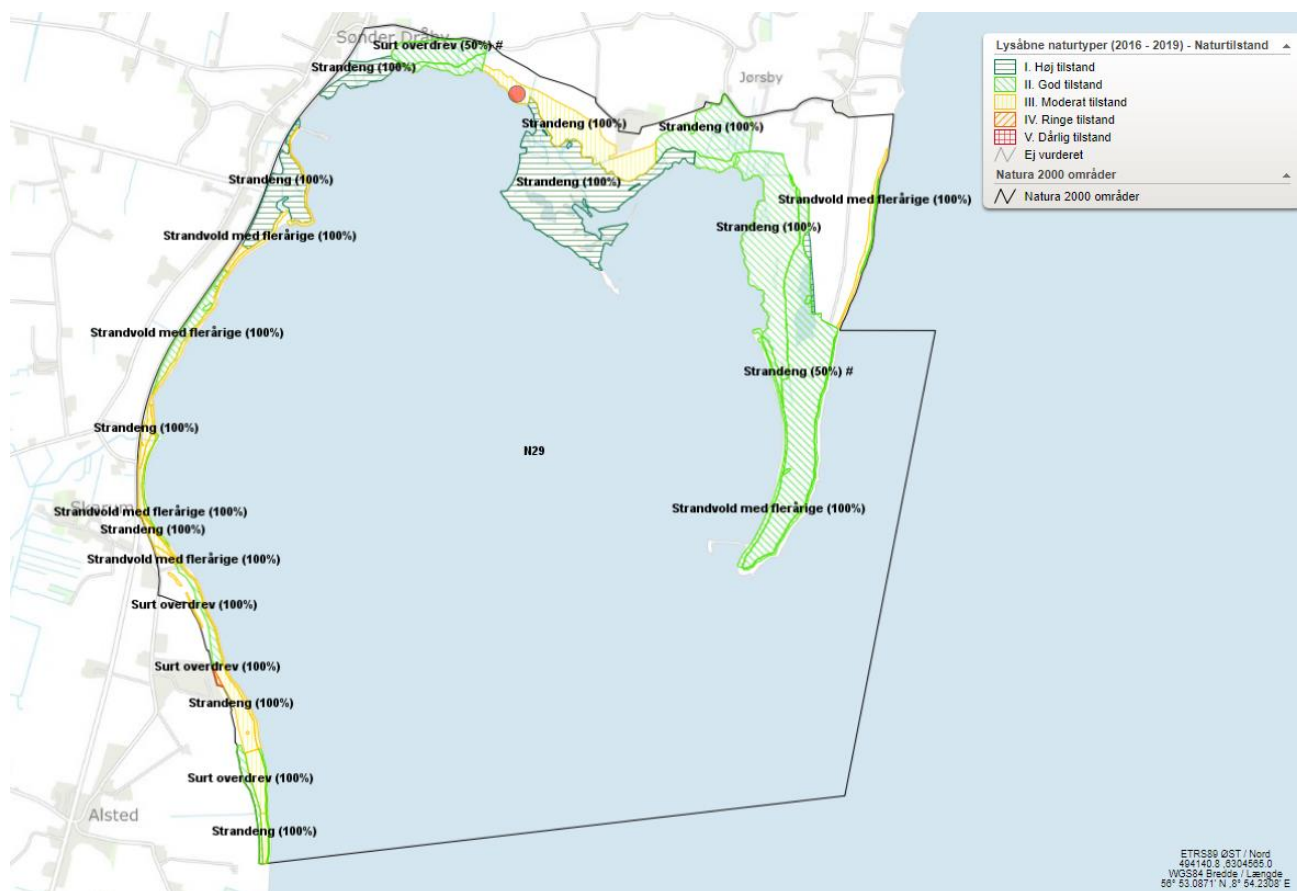 Sønder Dråby
Surt overdrev (50%) #
Strandeng (100%)
Jørsby
Strandeng (100%)
Strandeng (100%)
Strandeng (100%)
Strandeng (100%)
Strandvold med flerårige (100%)
Strandeng (100%)
Strandvold med flerårige (100%)
Strandvold med flerårige (100%)
Strandeng (50%) #
Strandeng (100%)
N29
Strandvold med flerårige (100%)
Strandvold med flerårige (100%)
Strandeng (100%)
Strandvold med flerårige (100%)
Surt overdrev (100%)
Surt overdrev (100%)
Strandeng (100%)
Surt overdrev (100%)
Alsted
Strandeng (100%)
Lysåbne naturtyper (2016 - 2019) - Naturtilstand
I. Høj tilstand
II. God tilstand
III. Moderat tilstand
IV. Ringe tilstand
V. Dårlig tilstand
Ej vurderet
Natura 2000 områder
Natura 2000 områder
ETRS89 ØST / Nord
494140.8 ,6304565.0
WGS84 Bredde / Længde
56° 53.0871' N ,8° 54.2308' E